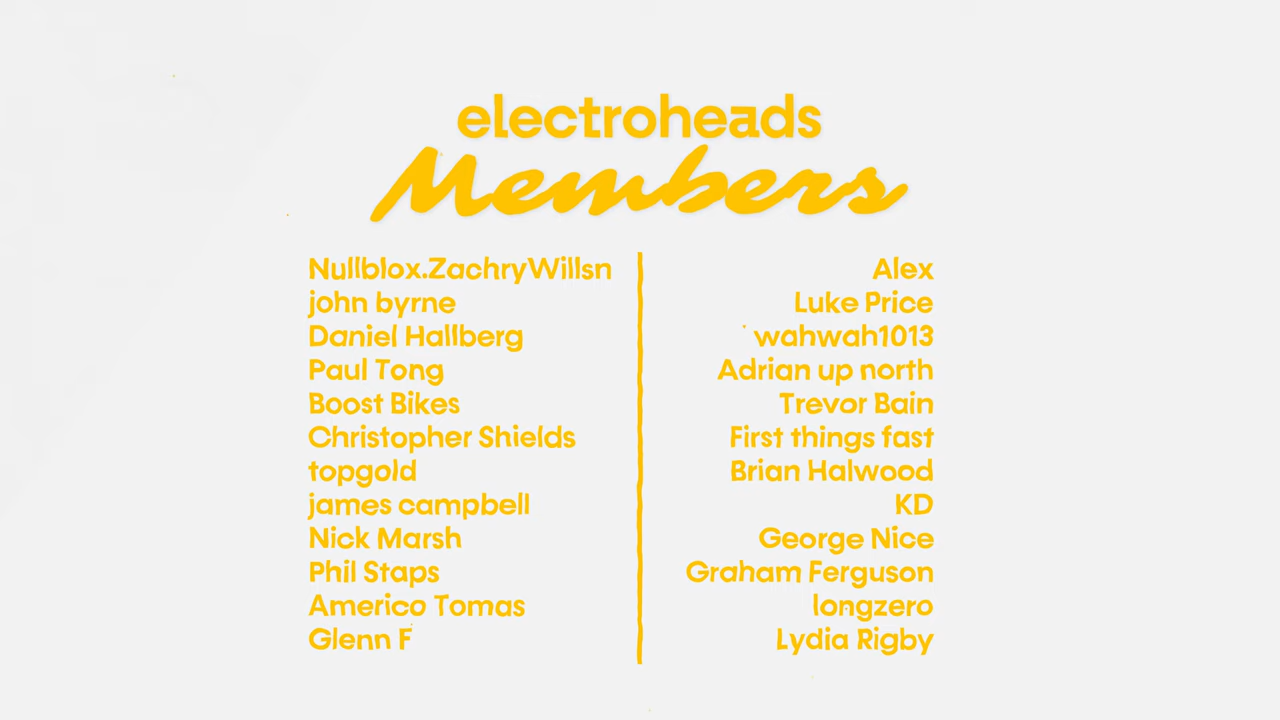 electroheads
Members
Nullblox.ZachryWillsn
john byrne
Daniel Hallberg
Paul Tong
Boost Bikes
Christopher Shields
topgold
james campbell
Nick Marsh
Phil Staps
Americo Tomas
Glenn F
Alex
Luke Price
wahwah1013
Adrian up north
Trevor Bain
First things fast
Brian Halwood
KD
George Nice
Graham Ferguson
longzero
Lydia Rigby